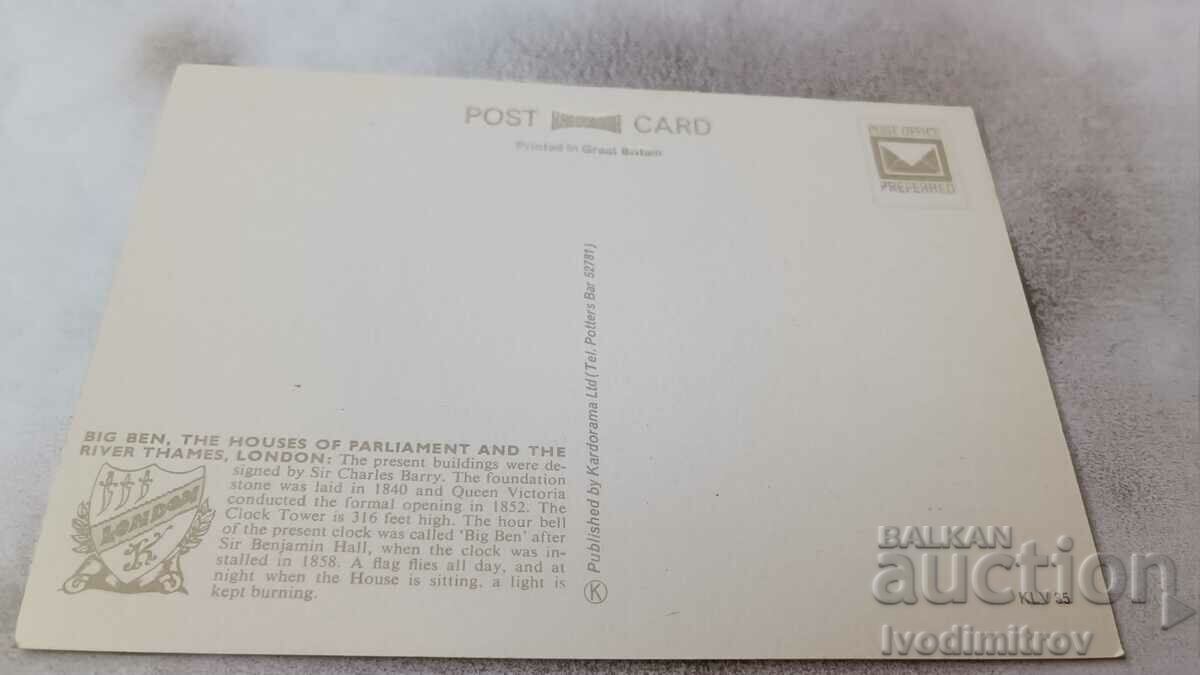 POST KARDORAMA CARD
Printed in Great Britain
POST OFFICE
PREFERRED
Published by Kardorama Ltd (Tel. Potters Bar 52781)
K
BIG BEN, THE HOUSES OF PARLIAMENT AND THE
RIVER THAMES, LONDON: The present buildings were de-
signed by Sir Charles Barry. The foundation
stone was laid in 1840 and Queen Victoria
conducted the formal opening in 1852. The
Clock Tower is 316 feet high. The hour bell
of the present clock was called 'Big Ben' after
Sir Benjamin Hall, when the clock was in-
stalled in 1858. A flag flies all day, and at
night when the House is sitting, a light is
kept burning.
LONDON
K
KLV 35
BALKAN
auction
Ivodimitrov